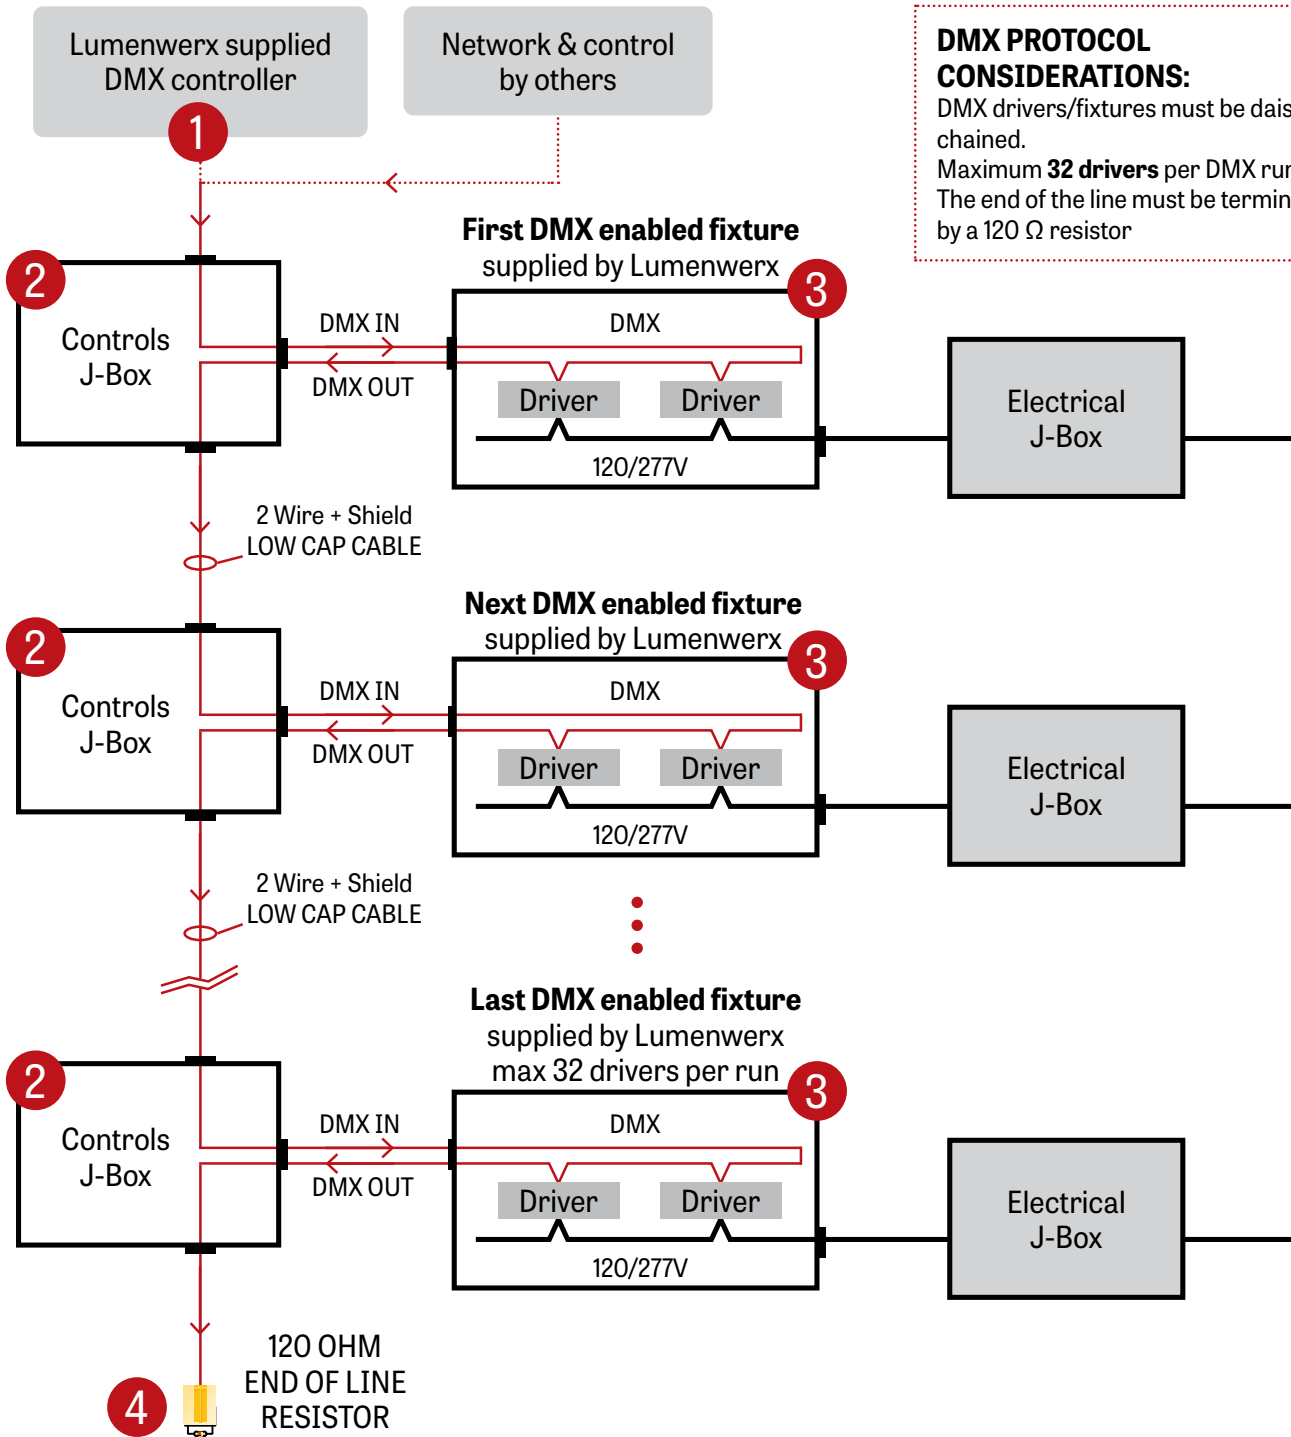 Lumenwerx supplied
DMX controller
1
Network & control
by others
DMX PROTOCOL
CONSIDERATIONS:
DMX drivers/fixtures must be dais
chained.
Maximum 32 drivers per DMX run
The end of the line must be termin
by a 120 Ω resistor
First DMX enabled fixture
supplied by Lumenwerx
2
Controls
J-Box
DMX IN
DMX OUT
3
DMX
Driver
Driver
120/277V
Electrical
J-Box
2 Wire + Shield
LOW CAP CABLE
Next DMX enabled fixture
supplied by Lumenwerx
2
Controls
J-Box
DMX IN
DMX OUT
3
DMX
Driver
Driver
120/277V
Electrical
J-Box
2 Wire + Shield
LOW CAP CABLE
Last DMX enabled fixture
supplied by Lumenwerx
max 32 drivers per run
2
Controls
J-Box
DMX IN
DMX OUT
3
DMX
Driver
Driver
120/277V
Electrical
J-Box
4
120 OHM
END OF LINE
RESISTOR